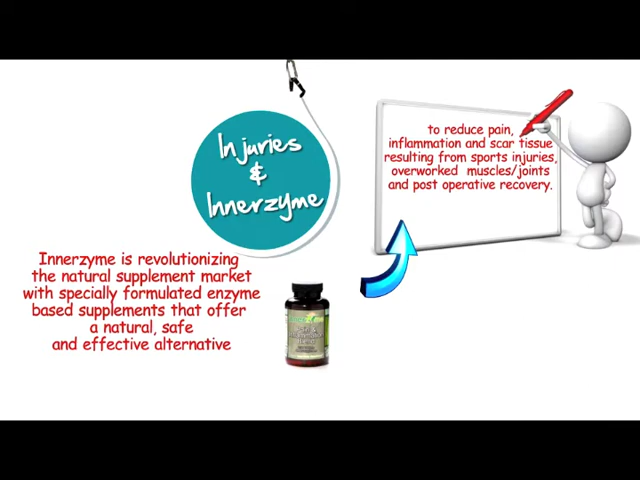 Injuries
&
Innerzyme
to reduce pain,
inflammation and scar tissue
resulting from sports injuries,
overworked muscles/joints
and post operative recovery.
Innerzyme is revolutionizing
the natural supplement market
with specially formulated enzyme
based supplements that offer
a natural, safe
and effective alternative